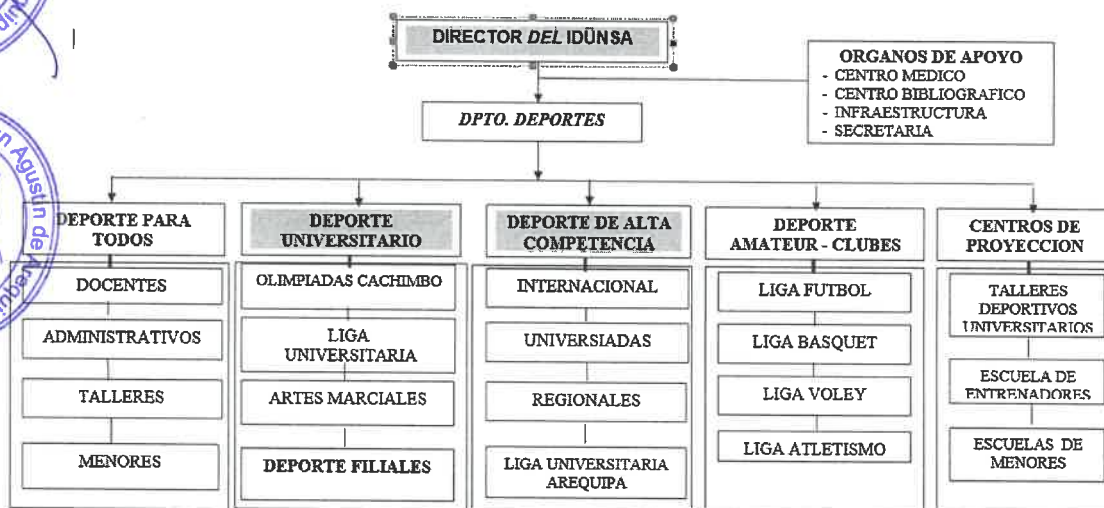 DIRECTOR DEL IDÜNSA
ORGANOS DE APOYO
- CENTRO MEDICO
- CENTRO BIBLIOGRAFICO
- INFRAESTRUCTURA
- SECRETARIA
DPTO. DEPORTES
DEPORTE PARA
TODOS
DOCENTES
ADMINISTRATIVOS
TALLERES
MENORES
DEPORTE
UNIVERSITARIO
OLIMPIADAS CACHIMBO
LIGA
UNIVERSITARIA
ARTES MARCIALES
DEPORTE FILIALES
DEPORTE DE ALTA
COMPETENCIA
INTERNACIONAL
UNIVERSIADAS
REGIONALES
LIGA UNIVERSITARIA
AREQUIPA
DEPORTE
AMATEUR - CLUBES
LIGA FUTBOL
LIGA BASQUET
LIGA VOLEY
LIGA ATLETISMO
CENTROS DE
PROYECCION
TALLERES
DEPORTIVOS
UNIVERSITARIOS
ESCUELA DE
ENTRENADORES
ESCUELAS DE
MENORES
Agustín de